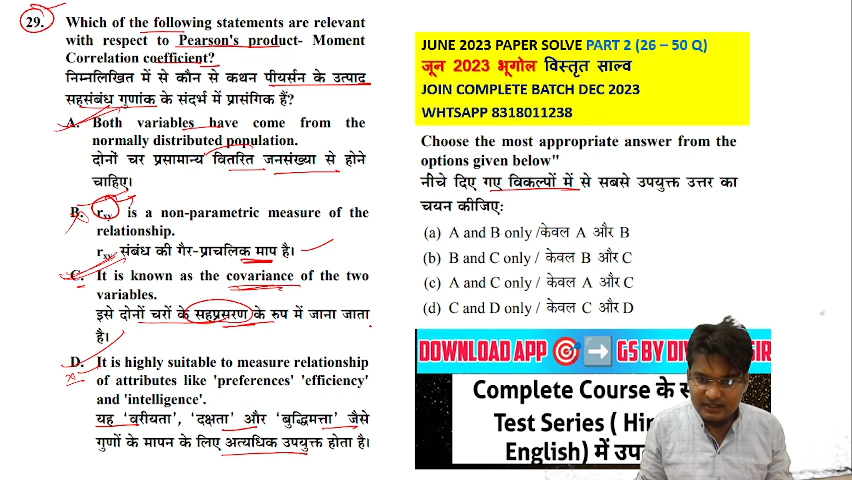 29.
Which of the following statements are relevant
with respect to Pearson's product- Moment
Correlation coefficient?
निम्नलिखित में से कौन से कथन पीयर्सन के उत्पाद
सहसंबंध गुणांक के संदर्भ में प्रासंगिक हैं?
A. Both variables have come from the
normally distributed population.
दोनों चर प्रसामान्य वितरित जनसंख्या से होने
चाहिए।
B. rxy is a non-parametric measure of the
relationship.
rxy संबंध की गैर-प्राचलिक माप है।
C. It is known as the covariance of the two
variables.
इसे दोनों चरों के सहप्रसरण के रुप में जाना जाता
है।
D. It is highly suitable to measure relationship
of attributes like 'preferences' 'efficiency'
and 'intelligence'.
यह 'वरीयता', 'दक्षता' और 'बुद्धिमत्ता' जैसे
गुणों के मापन के लिए अत्यधिक उपयुक्त होता है।
JUNE 2023 PAPER SOLVE PART 2 (26 – 50 Q)
जून 2023 भूगोल विस्तृत साल्व
JOIN COMPLETE BATCH DEC 2023
WHTSAPP 8318011238
Choose the most appropriate answer from the
options given below"
नीचे दिए गए विकल्पों में से सबसे उपयुक्त उत्तर का
चयन कीजिए:
(a) A and B only /केवल A और B
(b) B and C only / केवल B और C
(c) A and C only / केवल A और C
(d) C and D only / केवल C और D
DOWNLOAD APP GS BY
Complete Course के
Test Series (
English) में